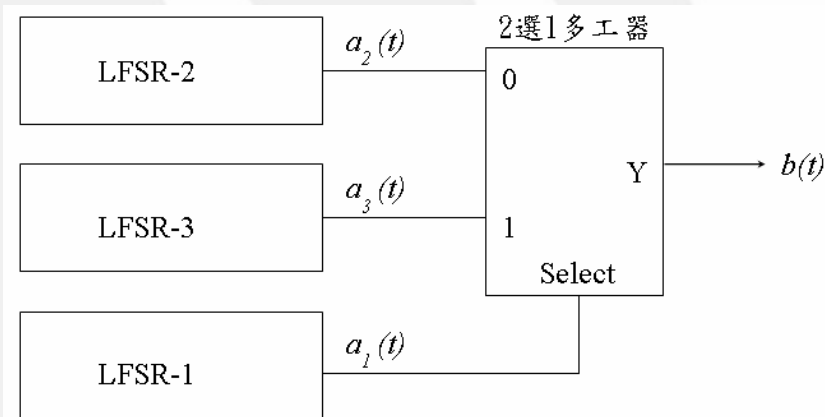 2選1多工器
LFSR-2
a₂(t)
0
LFSR-3
a₃(t)
Y
b(t)
1
Select
LFSR-1
a₁(t)